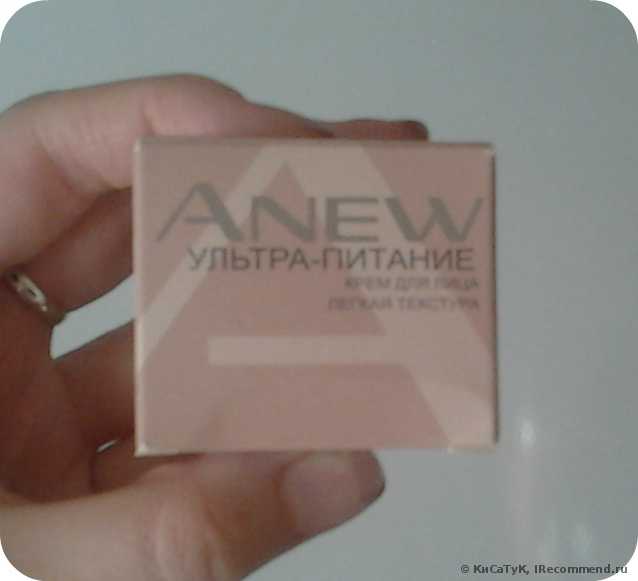 ANEW
УЛЬТРА-ПИТАНИЕ
КРЕМ ДЛЯ ЛИЦА
ЛЕГКАЯ ТЕКСТУРА
© КиСаТуК, IRecommend.ru